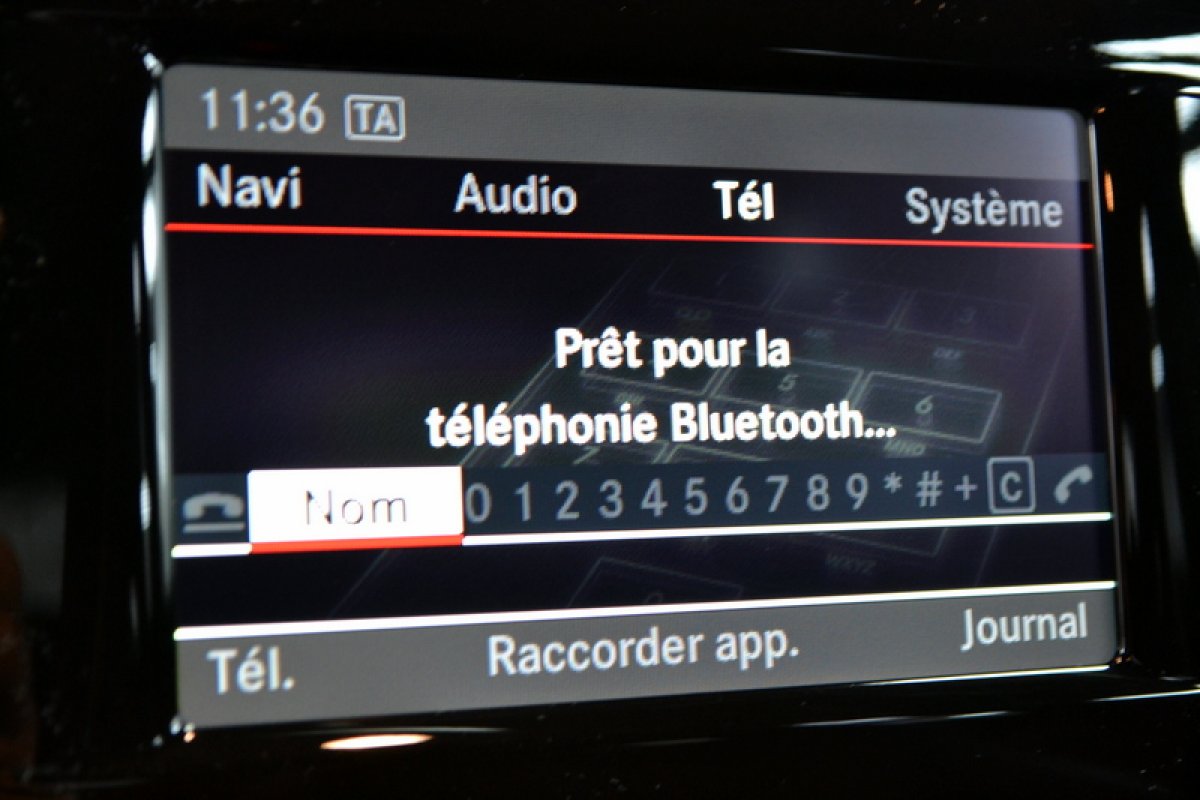 11:36 TA
Navi Audio Tél Système
Prêt pour la
téléphonie Bluetooth...
Nom 0 1 2 3 4 5 6 7 8 9 * # + C
Tél. Raccorder app. Journal